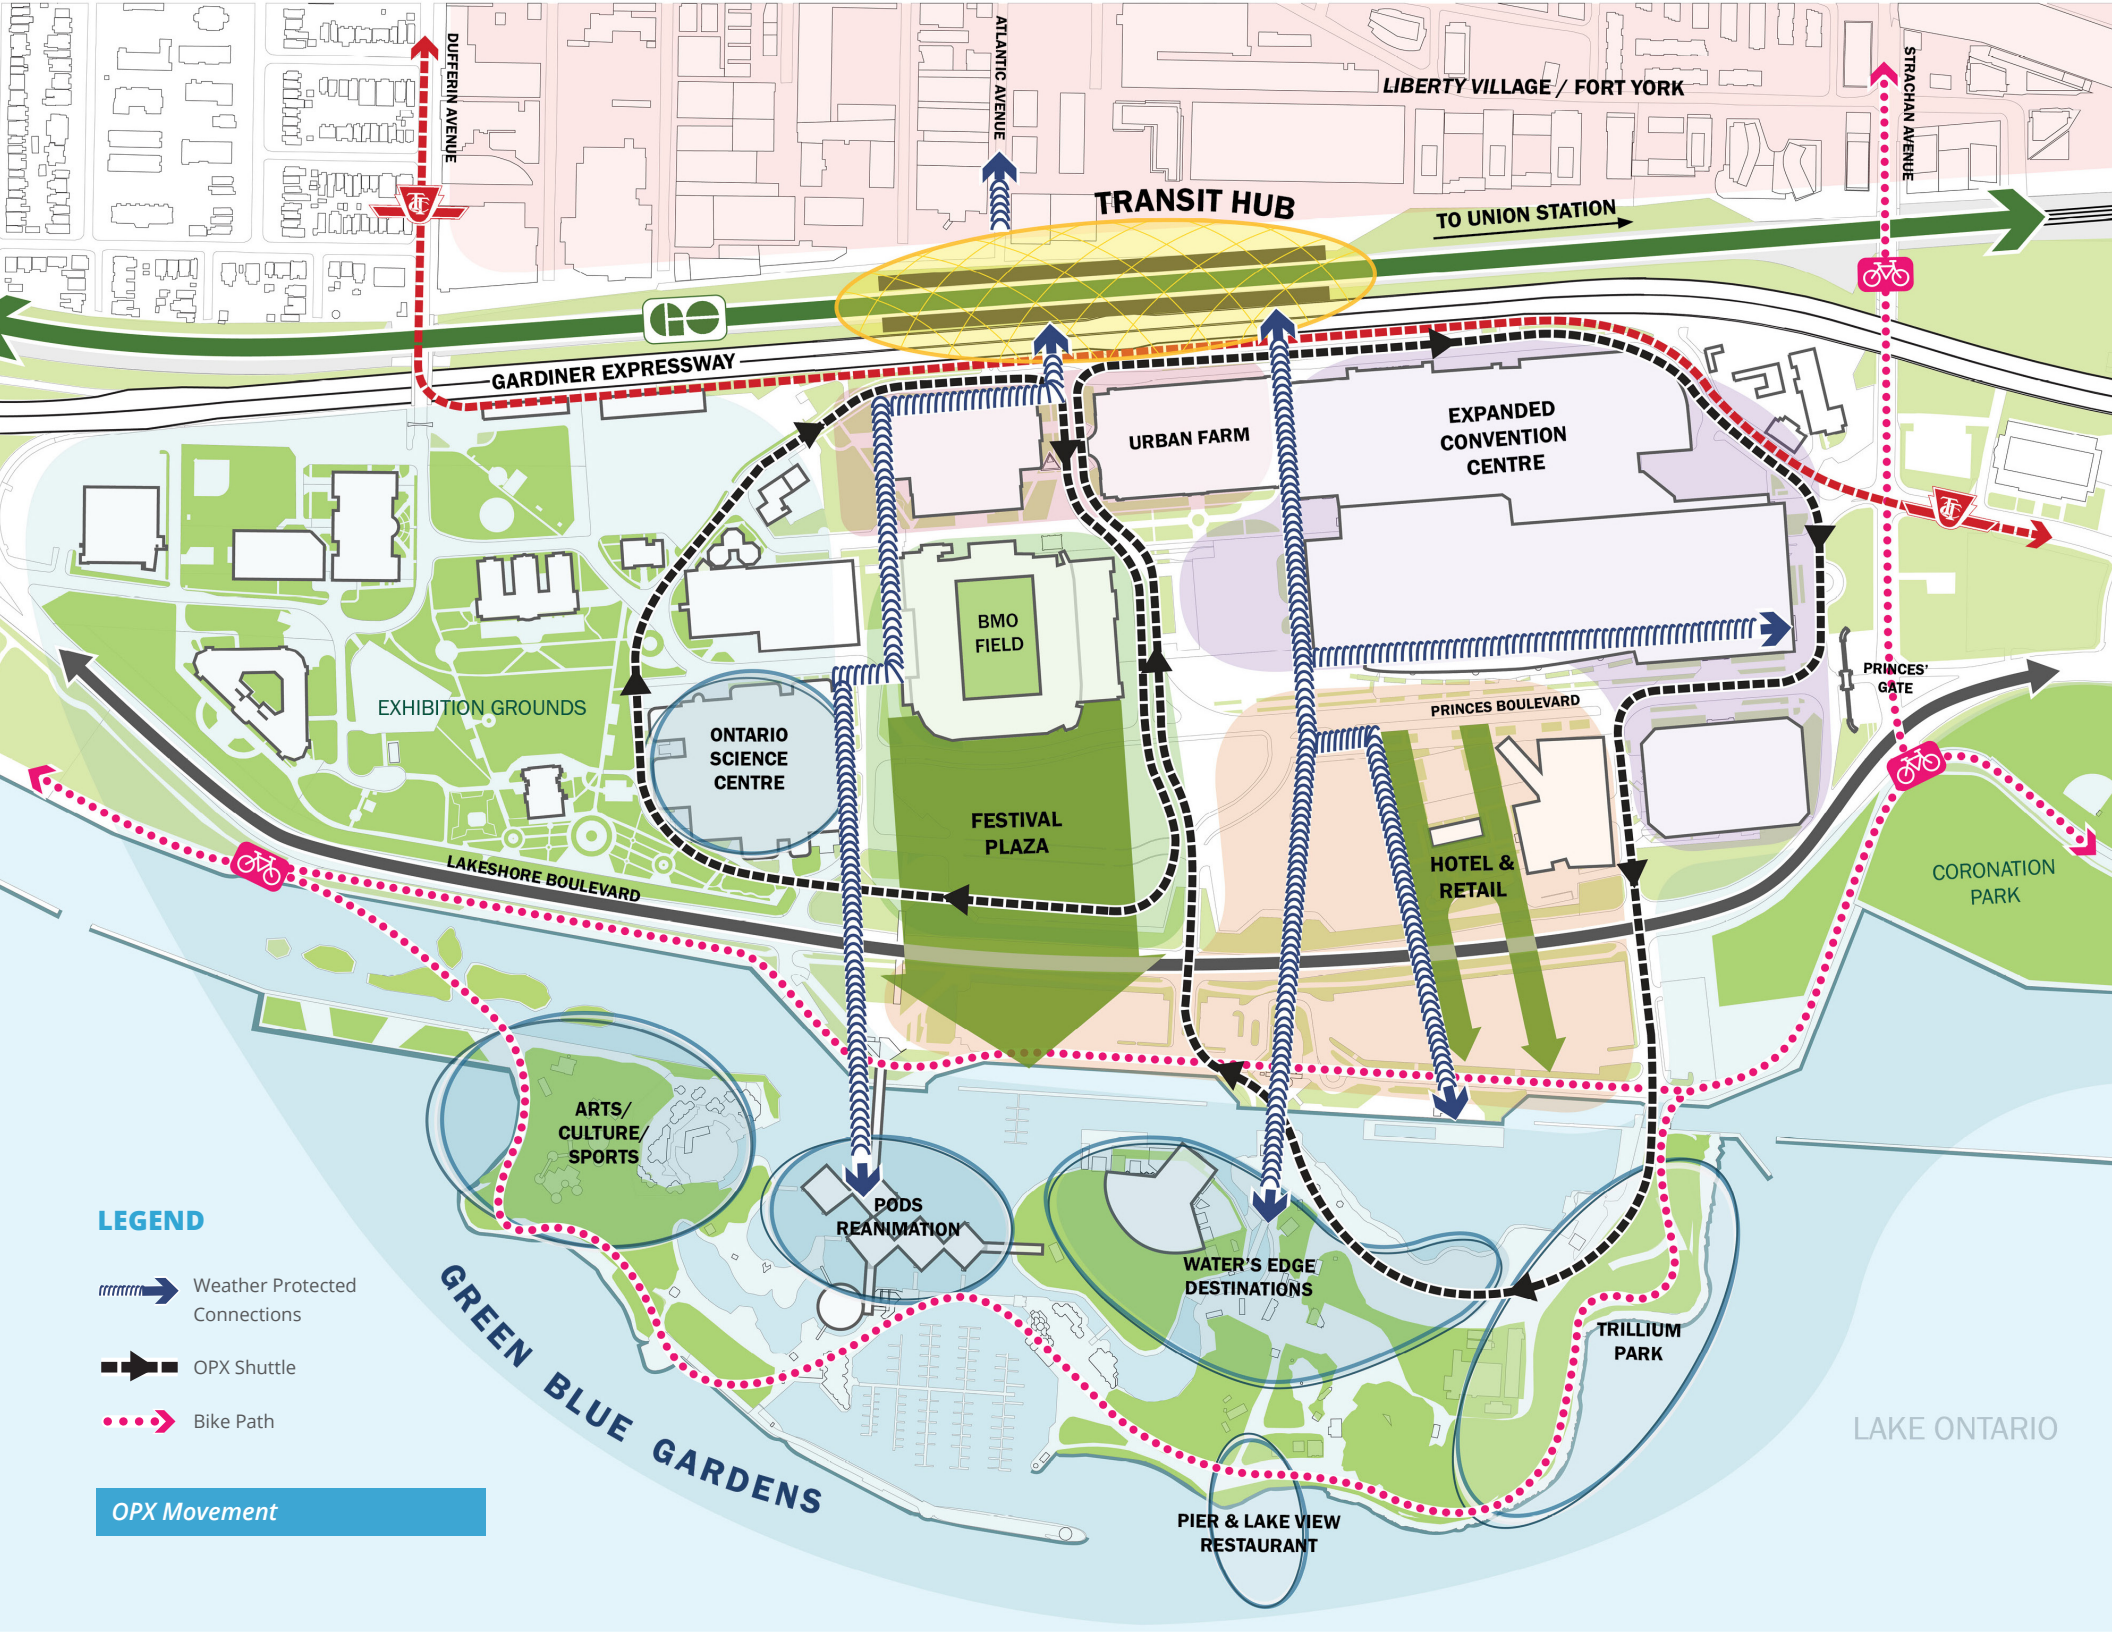 DUFFERIN AVENUE
ATLANTIC AVENUE
STRACHAN AVENUE
LIBERTY VILLAGE / FORT YORK
TRANSIT HUB
TO UNION STATION
TTC
GO
GARDINER EXPRESSWAY
URBAN FARM
EXPANDED
CONVENTION
CENTRE
TTC
BMO
FIELD
EXHIBITION GROUNDS
ONTARIO
SCIENCE
CENTRE
PRINCES'
GATE
PRINCES BOULEVARD
FESTIVAL
PLAZA
HOTEL &
RETAIL
LAKESHORE BOULEVARD
CORONATION
PARK
ARTS/
CULTURE/
SPORTS
PODS
REANIMATION
WATER'S EDGE
DESTINATIONS
TRILLIUM
PARK
LAKE ONTARIO
PIER & LAKE VIEW
RESTAURANT
GREEN BLUE GARDENS
LEGEND
Weather Protected
Connections
OPX Shuttle
Bike Path
OPX Movement